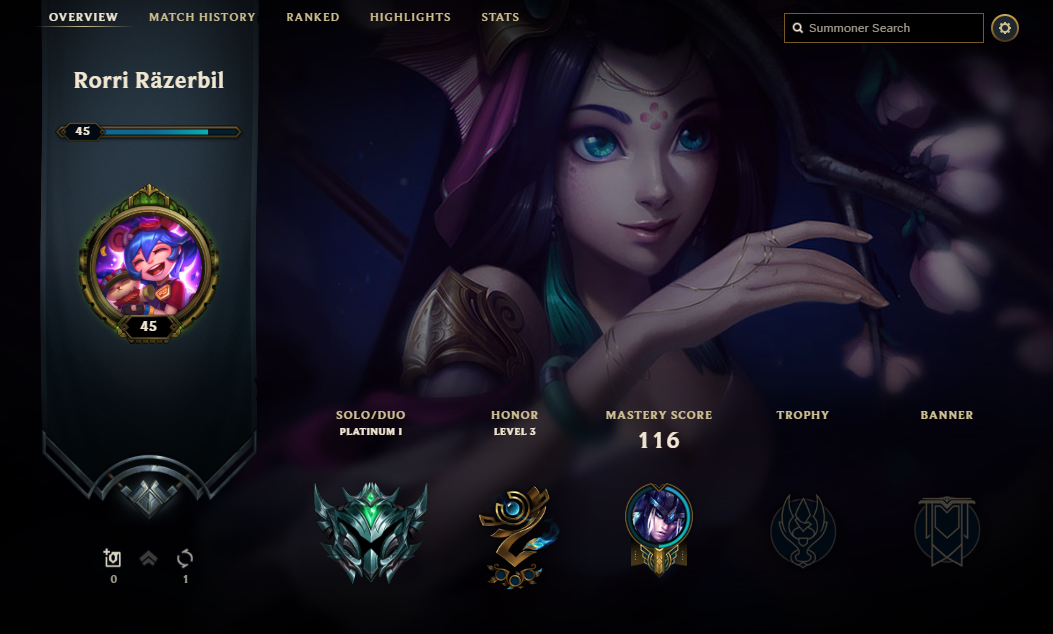 OVERVIEW MATCH HISTORY RANKED HIGHLIGHTS STATS
Summoner Search
Rorri Räzerbil
45
45
SOLO/DUO HONOR MASTERY SCORE TROPHY BANNER
PLATINUM I LEVEL 3 116
0 1